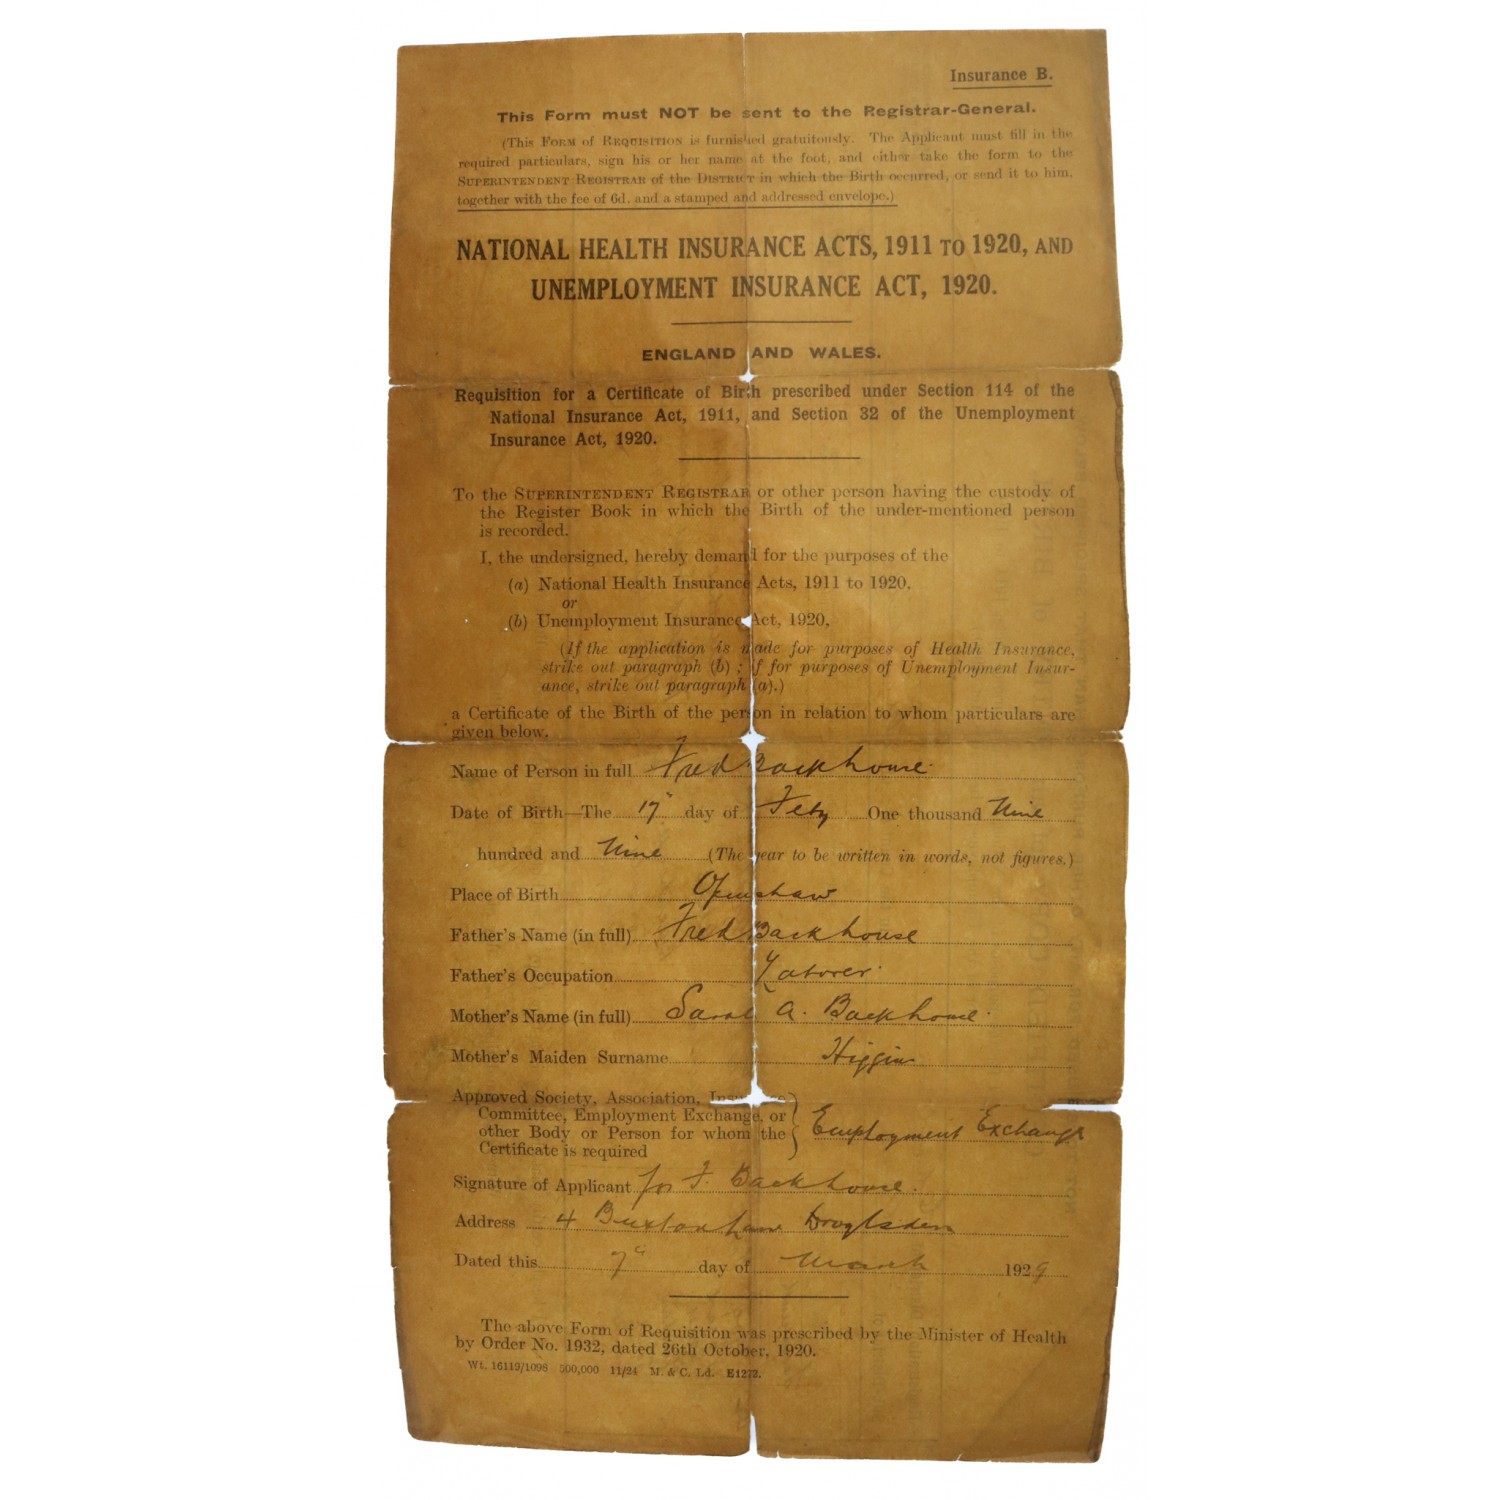 Insurance B.
This Form must NOT be sent to the Registrar-General.
(This FORM of REQUISITION is furnished gratuitously. The Applicant must fill in the
required particulars, sign his or her name at the foot, and either take the form to the
SUPERINTENDENT REGISTRAR of the DISTRICT in which the Birth occurred, or send it to him,
together with the fee of 6d. and a stamped and addressed envelope.)
NATIONAL HEALTH INSURANCE ACTS, 1911 TO 1920, AND
UNEMPLOYMENT INSURANCE ACT, 1920.
ENGLAND AND WALES.
Requisition for a Certificate of Birth prescribed under Section 114 of the
National Insurance Act, 1911, and Section 32 of the Unemployment
Insurance Act, 1920.
To the SUPERINTENDENT REGISTRAR or other person having the custody of
the Register Book in which the Birth of the under-mentioned person
is recorded.
I, the undersigned, hereby demand for the purposes of the
(a) National Health Insurance Acts, 1911 to 1920.
or
(b) Unemployment Insurance Act, 1920,
(If the application is made for purposes of Health Insurance,
strike out paragraph (b) ; if for purposes of Unemployment Insur-
ance, strike out paragraph (a).)
a Certificate of the Birth of the person in relation to whom particulars are
given below.
Name of Person in full Fred Backhouse
Date of Birth—The 17" day of Feby One thousand Nine
hundred and Nine (The year to be written in words, not figures.)
Place of Birth Openshaw
Father's Name (in full) Fred Backhouse
Father's Occupation Laborer
Mother's Name (in full) Sarah A. Backhouse
Mother's Maiden Surname Higgins
Approved Society, Association, Insurance
Committee, Employment Exchange, or
other Body or Person for whom the
Certificate is required } Employment Exchange
Signature of Applicant for F. Backhouse.
Address 4 Buxton Lane Droylsden
Dated this 7th day of March 1929
The above Form of Requisition was prescribed by the Minister of Health
by Order No. 1932, dated 26th October, 1920.
Wt. 16119/1098 500,000 11/24 M. & C. Ld. E1272.